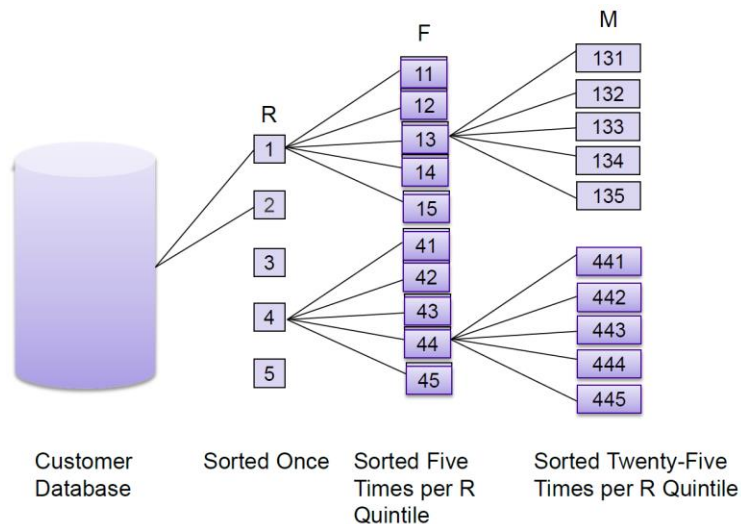 R
F
M
1
2
3
4
5
11
12
13
14
15
41
42
43
44
45
131
132
133
134
135
441
442
443
444
445
Customer
Database
Sorted Once
Sorted Five
Times per R
Quintile
Sorted Twenty-Five
Times per R Quintile